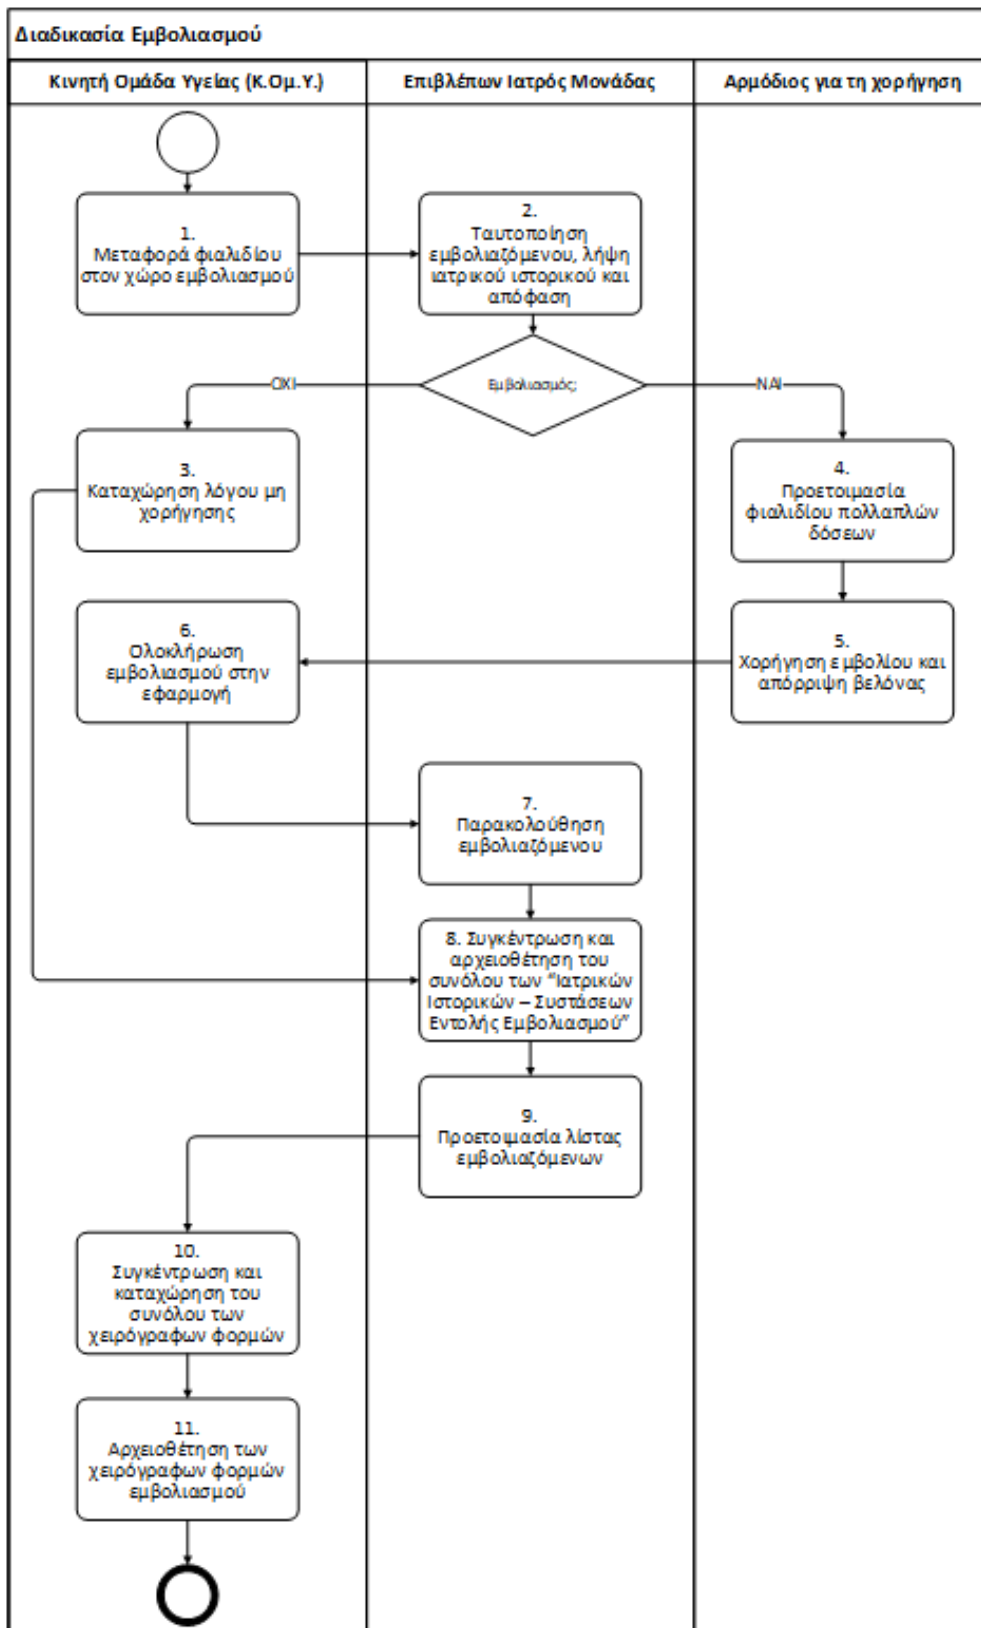 Διαδικασία Εμβολιασμού
Κινητή Ομάδα Υγείας (Κ.Ομ.Υ.)
Επιβλέπων Ιατρός Μονάδας
Αρμόδιος για τη χορήγηση
1.
Μεταφορά φιαλιδίου
στον χώρο εμβολιασμού
2.
Ταυτοποίηση
εμβολιαζόμενου, λήψη
ιατρικού ιστορικού και
απόφαση
ΟΧΙ
Εμβολιασμός;
ΝΑΙ
3.
Καταχώρηση λόγου μη
χορήγησης
4.
Προετοιμασία
φιαλιδίου πολλαπλών
δόσεων
6.
Ολοκλήρωση
εμβολιασμού στην
εφαρμογή
5.
Χορήγηση εμβολίου και
απόρριψη βελόνας
7.
Παρακολούθηση
εμβολιαζόμενου
8. Συγκέντρωση και
αρχειοθέτηση του
συνόλου των “Ιατρικών
Ιστορικών – Συστάσεων
Εντολής Εμβολιασμού”
9.
Προετοιμασία λίστας
εμβολιαζόμενων
10.
Συγκέντρωση και
καταχώρηση του
συνόλου των
χειρόγραφων φορμών
11.
Αρχειοθέτηση των
χειρόγραφων φορμών
εμβολιασμού